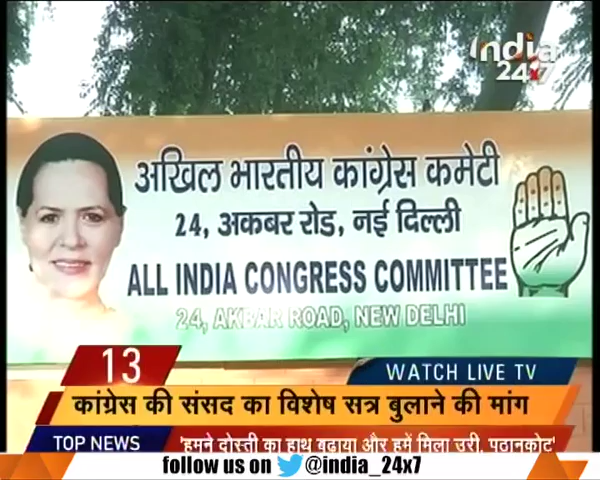 India
24x7
अखिल भारतीय कांग्रेस कमेटी
24, अकबर रोड, नई दिल्ली
ALL INDIA CONGRESS COMMITTEE
24, AKBAR ROAD, NEW DELHI
13
WATCH LIVE TV
कांग्रेस की संसद का विशेष सत्र बुलाने की मांग
TOP NEWS
'हमने दोस्ती का हाथ बढ़ाया और हमें मिला उरी, पठानकोट'
follow us on @india_24x7